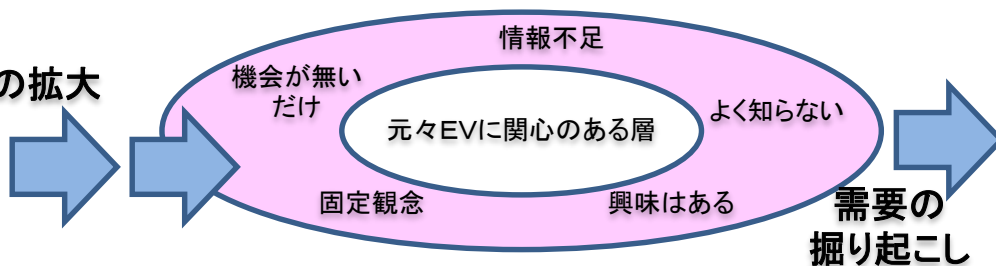 の拡大
情報不足
機会が無い
だけ
元々EVに関心のある層
よく知らない
固定観念
興味はある
需要の
掘り起こし